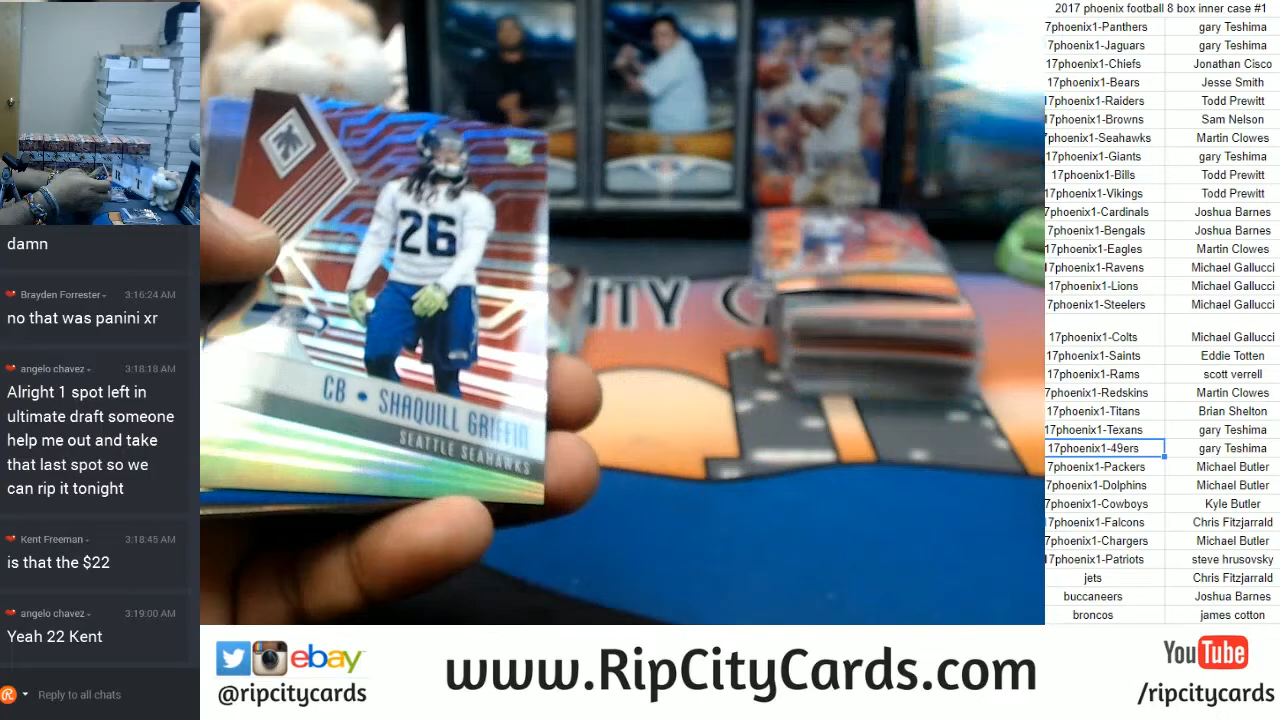 damn
Brayden Forrester
3:16:24 AM
no that was panini xr
angelo chavez
3:18:18 AM
Alright 1 spot left in
ultimate draft someone
help me out and take
that last spot so we
can rip it tonight
Kent Freeman
3:18:45 AM
is that the $22
angelo chavez
3:19:00 AM
Yeah 22 Kent
Reply to all chats
26
CB • SHAQUILL GRIFFIN
SEATTLE SEAHAWKS
ITY C
2017 phoenix football 8 box inner case #1
7phoenix1-Panthers gary Teshima
7phoenix1-Jaguars gary Teshima
17phoenix1-Chiefs Jonathan Cisco
17phoenix1-Bears Jesse Smith
17phoenix1-Raiders Todd Prewitt
17phoenix1-Browns Sam Nelson
7phoenix1-Seahawks Martin Clowes
17phoenix1-Giants gary Teshima
17phoenix1-Bills Todd Prewitt
17phoenix1-Vikings Todd Prewitt
7phoenix1-Cardinals Joshua Barnes
7phoenix1-Bengals Joshua Barnes
17phoenix1-Eagles Martin Clowes
17phoenix1-Ravens Michael Gallucci
17phoenix1-Lions Michael Gallucci
7phoenix1-Steelers Michael Gallucci
17phoenix1-Colts Michael Gallucci
17phoenix1-Saints Eddie Totten
17phoenix1-Rams scott verrell
7phoenix1-Redskins Martin Clowes
17phoenix1-Titans Brian Shelton
17phoenix1-Texans gary Teshima
17phoenix1-49ers gary Teshima
7phoenix1-Packers Michael Butler
7phoenix1-Dolphins Michael Butler
7phoenix1-Cowboys Kyle Butler
17phoenix1-Falcons Chris Fitzjarrald
7phoenix1-Chargers Michael Butler
17phoenix1-Patriots steve hrusovsky
jets Chris Fitzjarrald
buccaneers Joshua Barnes
broncos james cotton
ebay
@ripcitycards
www.RipCityCards.com
YouTube
/ripcitycards